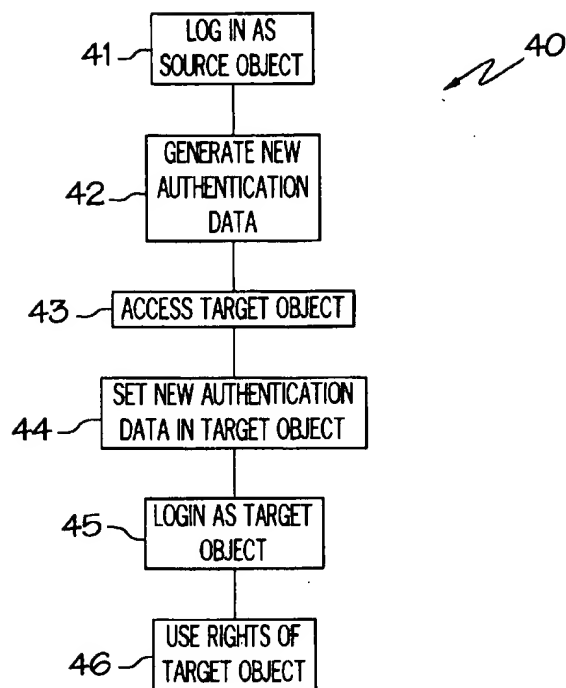 41
LOG IN AS
SOURCE OBJECT
40
42
GENERATE NEW
AUTHENTICATION
DATA
43
ACCESS TARGET OBJECT
44
SET NEW AUTHENTICATION
DATA IN TARGET OBJECT
45
LOGIN AS TARGET
OBJECT
46
USE RIGHTS OF
TARGET OBJECT